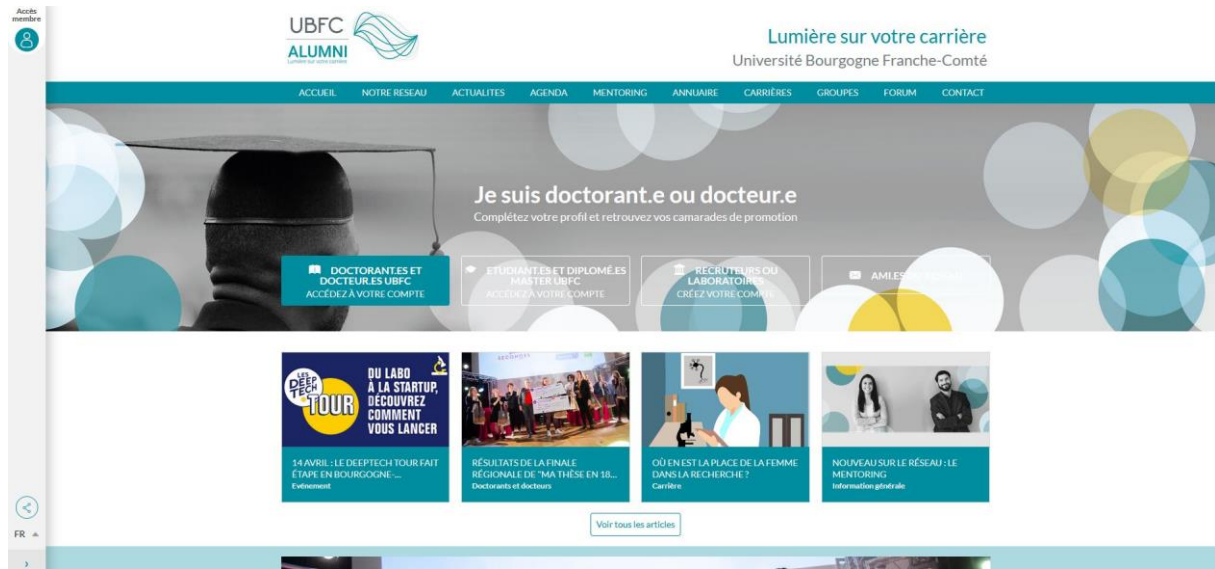 Accès
membre
UBFC
ALUMNI
Lumière sur votre carrière
Lumière sur votre carrière
Université Bourgogne Franche-Comté
ACCUEIL NOTRE RESEAU ACTUALITES AGENDA MENTORING ANNUAIRE CARRIÈRES GROUPES FORUM CONTACT
Je suis doctorant.e ou docteur.e
Complétez votre profil et retrouvez vos camarades de promotion
DOCTORANT.ES ET
DOCTEUR.ES UBFC
ACCÉDEZ À VOTRE COMPTE
ETUDIANT.ES ET DIPLOMÉ.ES
MASTER UBFC
ACCÉDEZ À VOTRE COMPTE
RECRUTEURS OU
LABORATOIRES
CRÉEZ VOTRE COMPTE
AMI.ES
LES
DEEP
TECH
TOUR
DU LABO
À LA STARTUP,
DÉCOUVREZ
COMMENT
VOUS LANCER
14 AVRIL : LE DEEPTECH TOUR FAIT
ÉTAPE EN BOURGOGNE-...
Evénement
RÉSULTATS DE LA FINALE
RÉGIONALE DE "MA THÈSE EN 18...
Doctorants et docteurs
OÙ EN EST LA PLACE DE LA FEMME
DANS LA RECHERCHE ?
Carrière
NOUVEAU SUR LE RÉSEAU : LE
MENTORING
Information générale
Voir tous les articles
FR